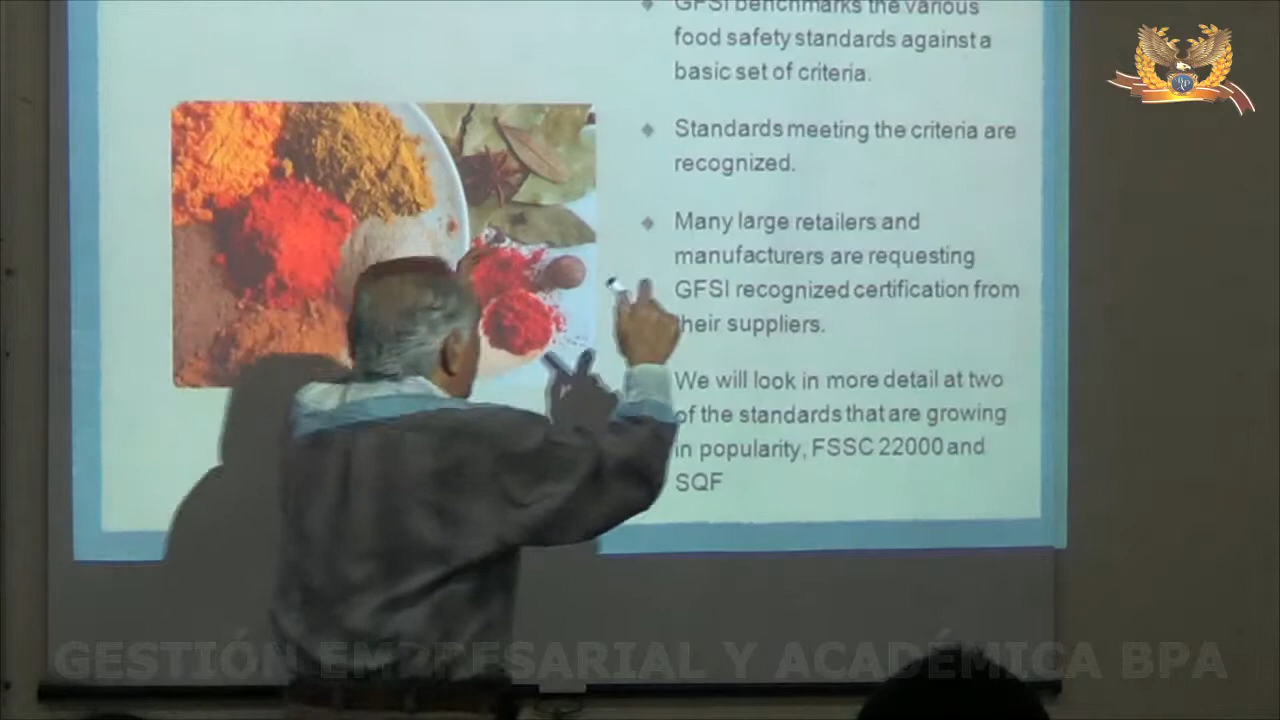 GFSI benchmarks the various
food safety standards against a
basic set of criteria.
Standards meeting the criteria are
recognized.
Many large retailers and
manufacturers are requesting
GFSI recognized certification from
their suppliers.
We will look in more detail at two
of the standards that are growing
in popularity, FSSC 22000 and
SQF
GESTIÓN EMPRESARIAL Y ACADÉMICA BPA